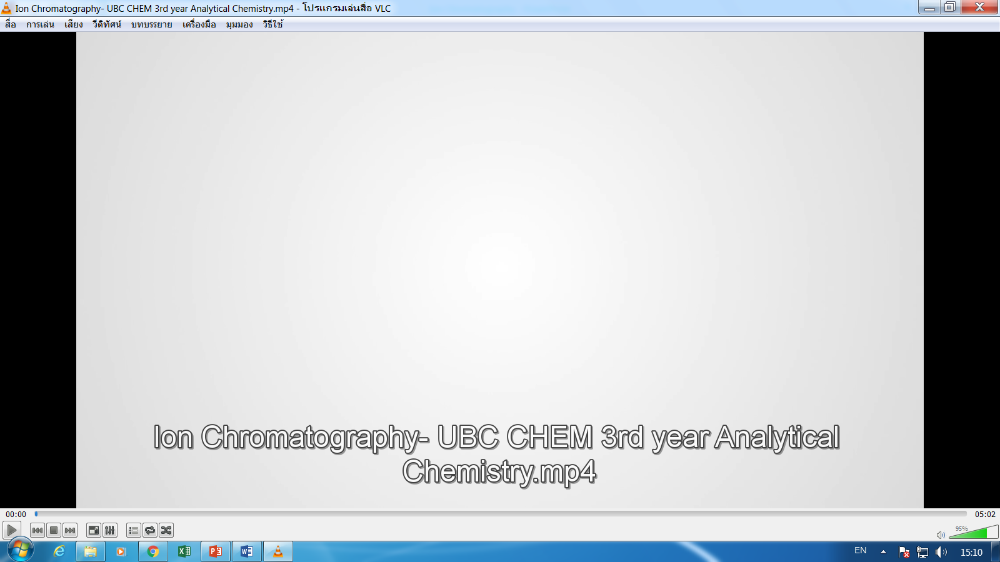 Ion Chromatography- UBC CHEM 3rd year Analytical Chemistry.mp4 - โปรแกรมเล่นสื่อ VLC
สื่อ การเล่น เสียง วีดิทัศน์ บทบรรยาย เครื่องมือ มุมมอง วิธีใช้
Ion Chromatography- UBC CHEM 3rd year Analytical
Chemistry.mp4
00:00 05:02
95%
EN 15:10